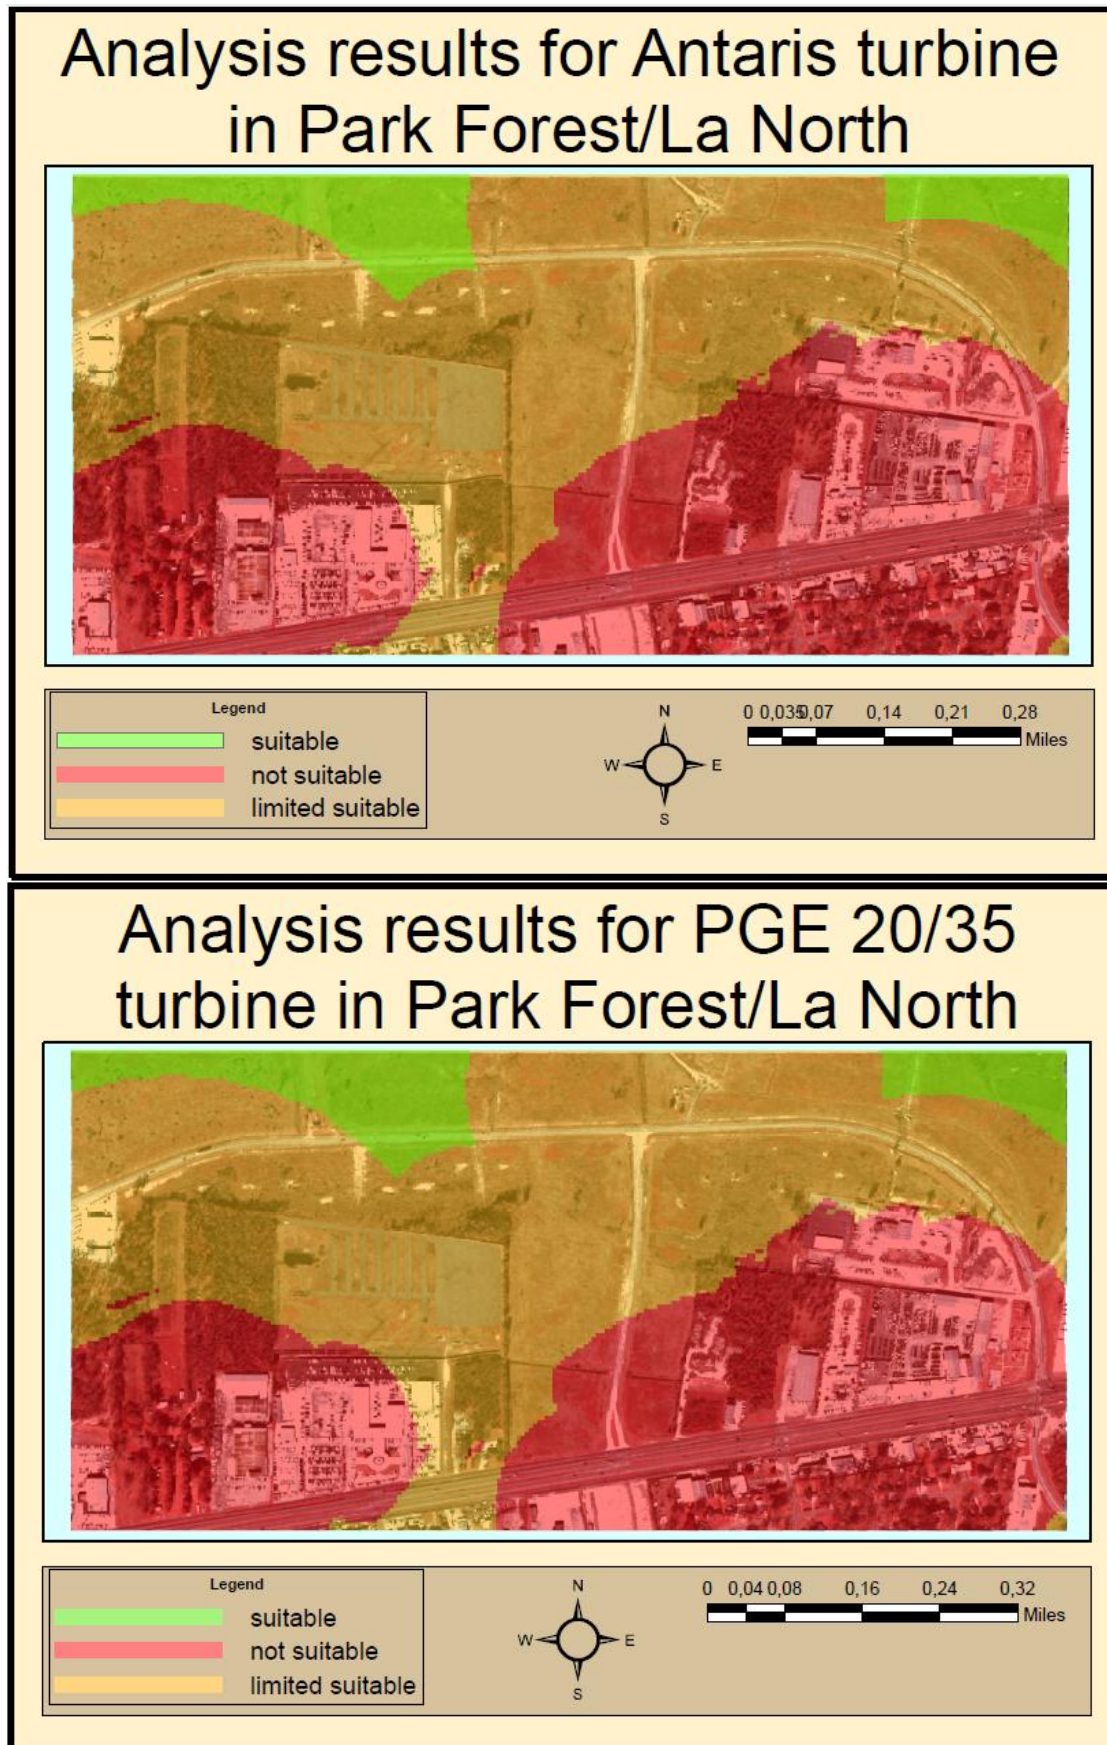 Analysis results for Antaris turbine
in Park Forest/La North
Legend
suitable
not suitable
limited suitable
N
W E
S
0 0,035 0,07 0,14 0,21 0,28
Miles
Analysis results for PGE 20/35
turbine in Park Forest/La North
Legend
suitable
not suitable
limited suitable
N
W E
S
0 0,04 0,08 0,16 0,24 0,32
Miles